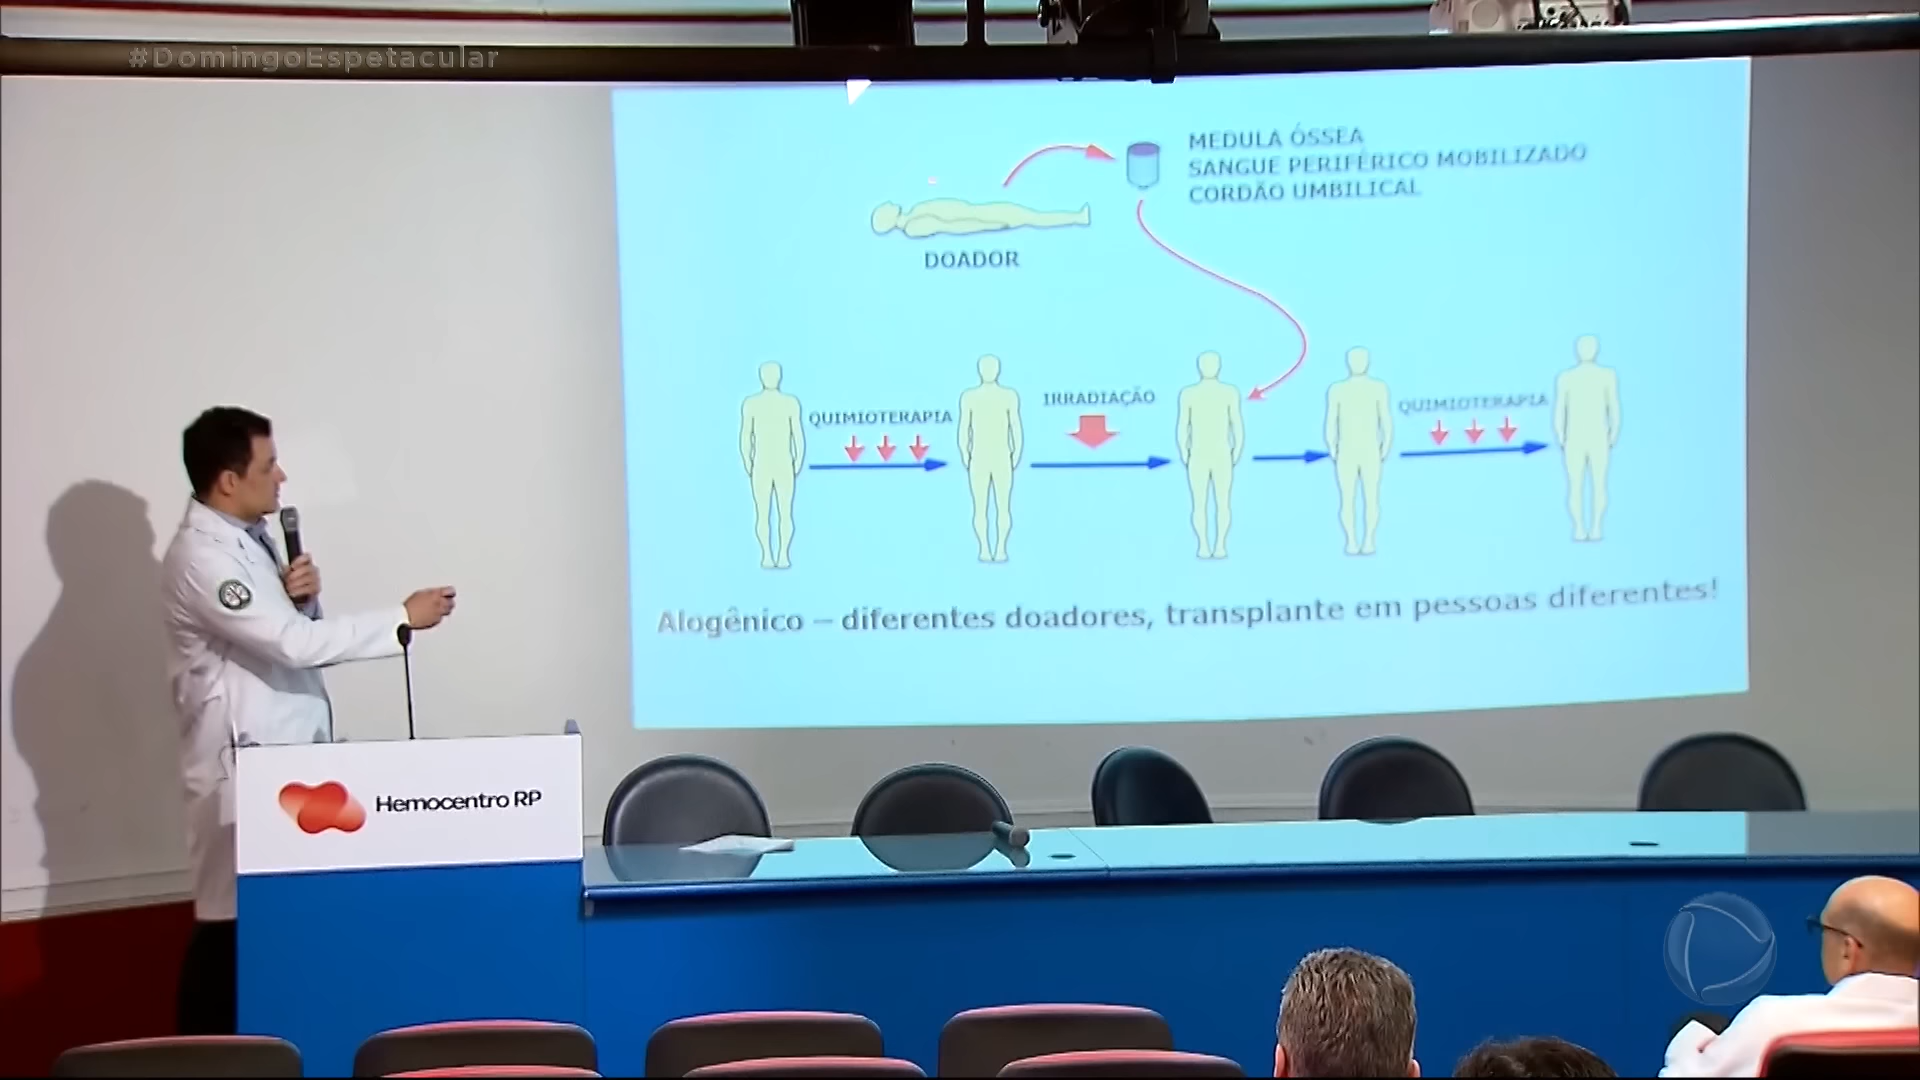 #DomingoEspetacular
MEDULA ÓSSEA
SANGUE PERIFÉRICO MOBILIZADO
CORDÃO UMBILICAL
DOADOR
QUIMIOTERAPIA
IRRADIAÇÃO
QUIMIOTERAPIA
Alogênico – diferentes doadores, transplante em pessoas diferentes!
Hemocentro RP